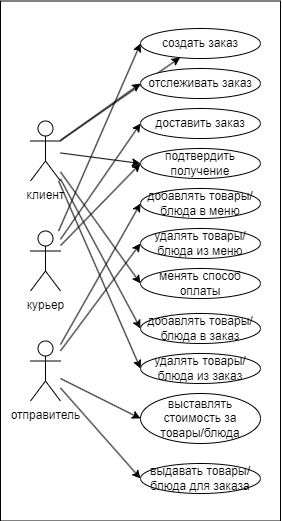 создать заказ
отслеживать заказ
доставить заказ
подтвердить
получение
клиент
добавлять товары/
блюда в меню
удалять товары/
блюда из меню
менять способ
оплаты
курьер
добавлять товары/
блюда в заказ
удалять товары/
блюда из заказ
отправитель
выставлять
стоимость за
товары/блюда
выдавать товары/
блюда для заказа